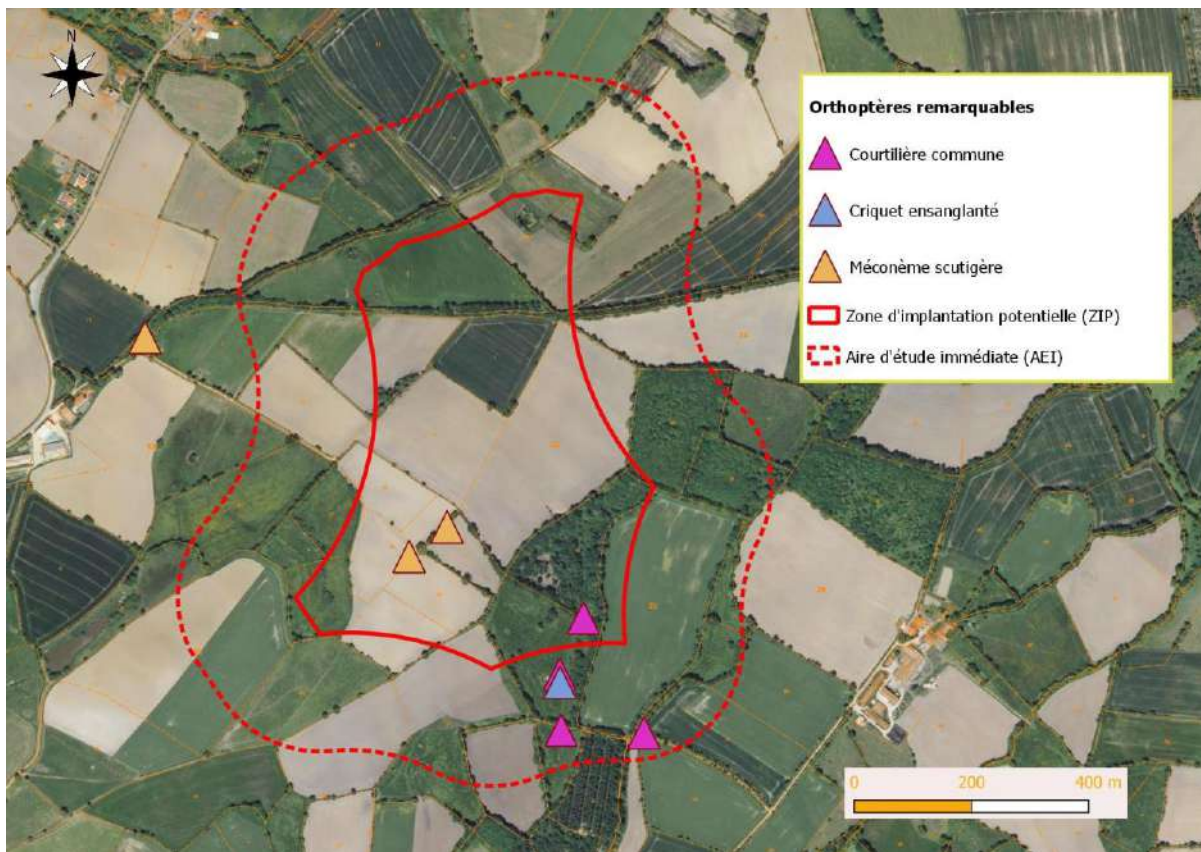 N
Orthoptères remarquables
Courtilière commune
Criquet ensanglanté
Méconème scutigère
Zone d'implantation potentielle (ZIP)
Aire d'étude immédiate (AEI)
0 200 400 m